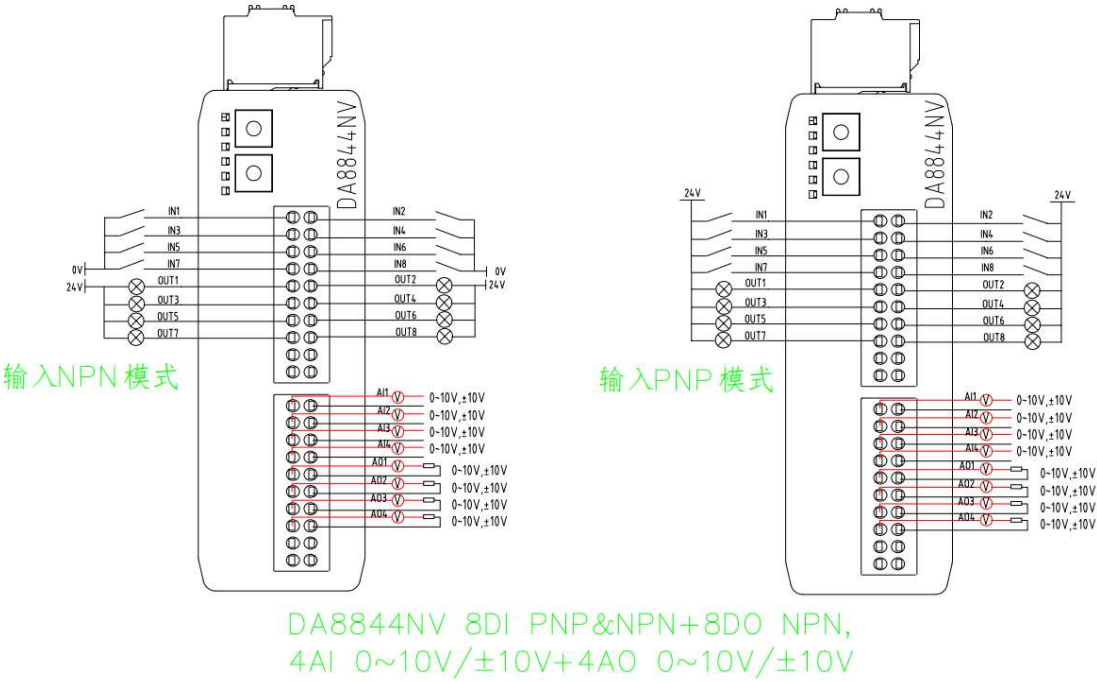 DA8844NV
IN1 IN2
IN3 IN4
IN5 IN6
IN7 IN8
0V 0V
24V OUT1 OUT2 24V
OUT3 OUT4
OUT5 OUT6
OUT7 OUT8
输入NPN模式
AI1 V 0~10V,±10V
AI2 V 0~10V,±10V
AI3 V 0~10V,±10V
AI4 V 0~10V,±10V
AO1 V 0~10V,±10V
AO2 V 0~10V,±10V
AO3 V 0~10V,±10V
AO4 V 0~10V,±10V
DA8844NV
24V 24V
IN1 IN2
IN3 IN4
IN5 IN6
IN7 IN8
OUT1 OUT2
OUT3 OUT4
OUT5 OUT6
OUT7 OUT8
输入PNP模式
AI1 V 0~10V,±10V
AI2 V 0~10V,±10V
AI3 V 0~10V,±10V
AI4 V 0~10V,±10V
AO1 V 0~10V,±10V
AO2 V 0~10V,±10V
AO3 V 0~10V,±10V
AO4 V 0~10V,±10V
DA8844NV 8DI PNP&NPN+8DO NPN,
4AI 0~10V/±10V+4AO 0~10V/±10V